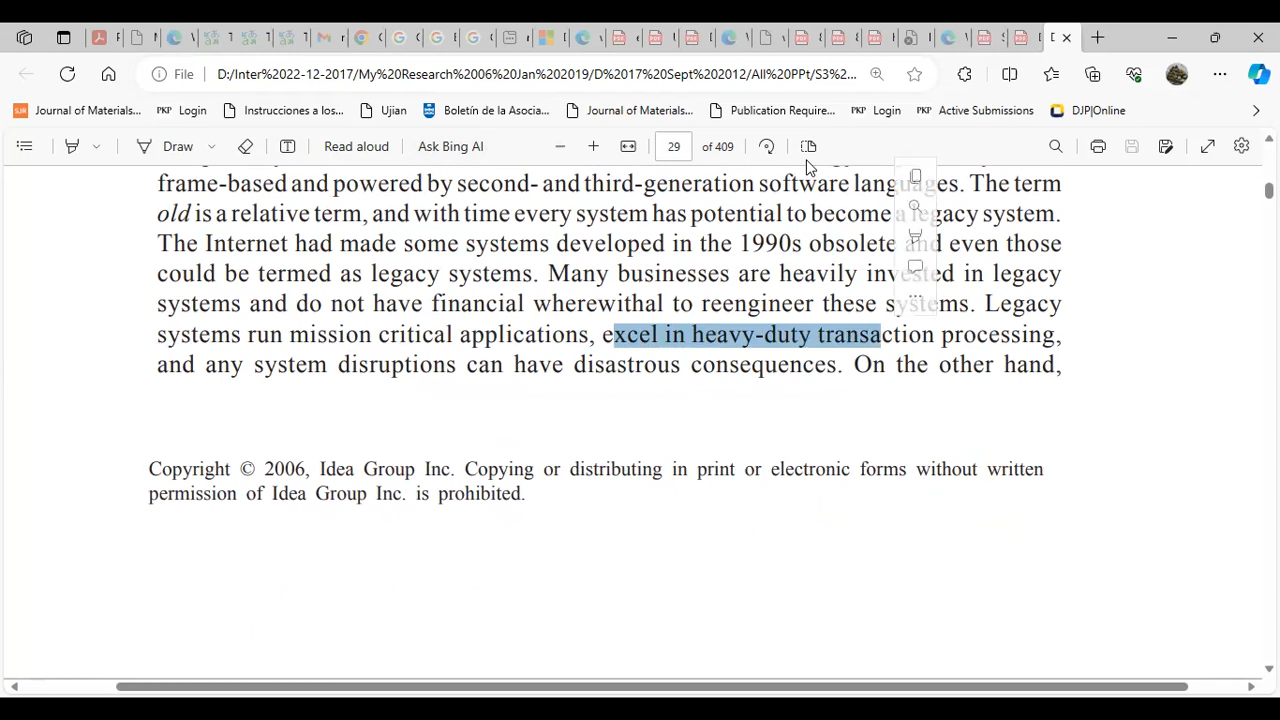 File D:/Inter%2022-12-2017/My%20Research%2006%20Jan%2019/D%2017%20Sept%202012/All%20PPt/S3%2...
SJR Journal of Materials... PKP Login Instrucciones a los... Ujian Boletín de la Asocia... Journal of Materials... Publication Require... PKP Login PKP Active Submissions DJP|Online
Draw Read aloud Ask Bing AI 29 of 409
frame-based and powered by second- and third-generation software languages. The term
old is a relative term, and with time every system has potential to become a legacy system.
The Internet had made some systems developed in the 1990s obsolete and even those
could be termed as legacy systems. Many businesses are heavily invested in legacy
systems and do not have financial wherewithal to reengineer these systems. Legacy
systems run mission critical applications, excel in heavy-duty transaction processing,
and any system disruptions can have disastrous consequences. On the other hand,
Copyright © 2006, Idea Group Inc. Copying or distributing in print or electronic forms without written
permission of Idea Group Inc. is prohibited.